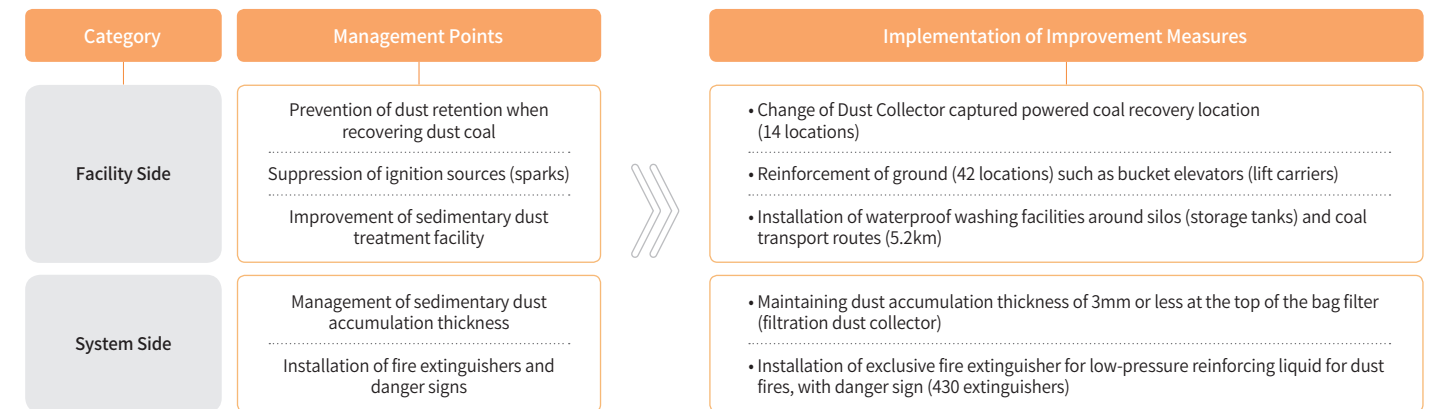 Category
Management Points
Implementation of Improvement Measures
Facility Side
Prevention of dust retention when
recovering dust coal
• Change of Dust Collector captured powered coal recovery location
(14 locations)
Suppression of ignition sources (sparks)
• Reinforcement of ground (42 locations) such as bucket elevators (lift carriers)
Improvement of sedimentary dust
treatment facility
• Installation of waterproof washing facilities around silos (storage tanks) and coal
transport routes (5.2km)
System Side
Management of sedimentary dust
accumulation thickness
• Maintaining dust accumulation thickness of 3mm or less at the top of the bag filter
(filtration dust collector)
Installation of fire extinguishers and
danger signs
• Installation of exclusive fire extinguisher for low-pressure reinforcing liquid for dust
fires, with danger sign (430 extinguishers)